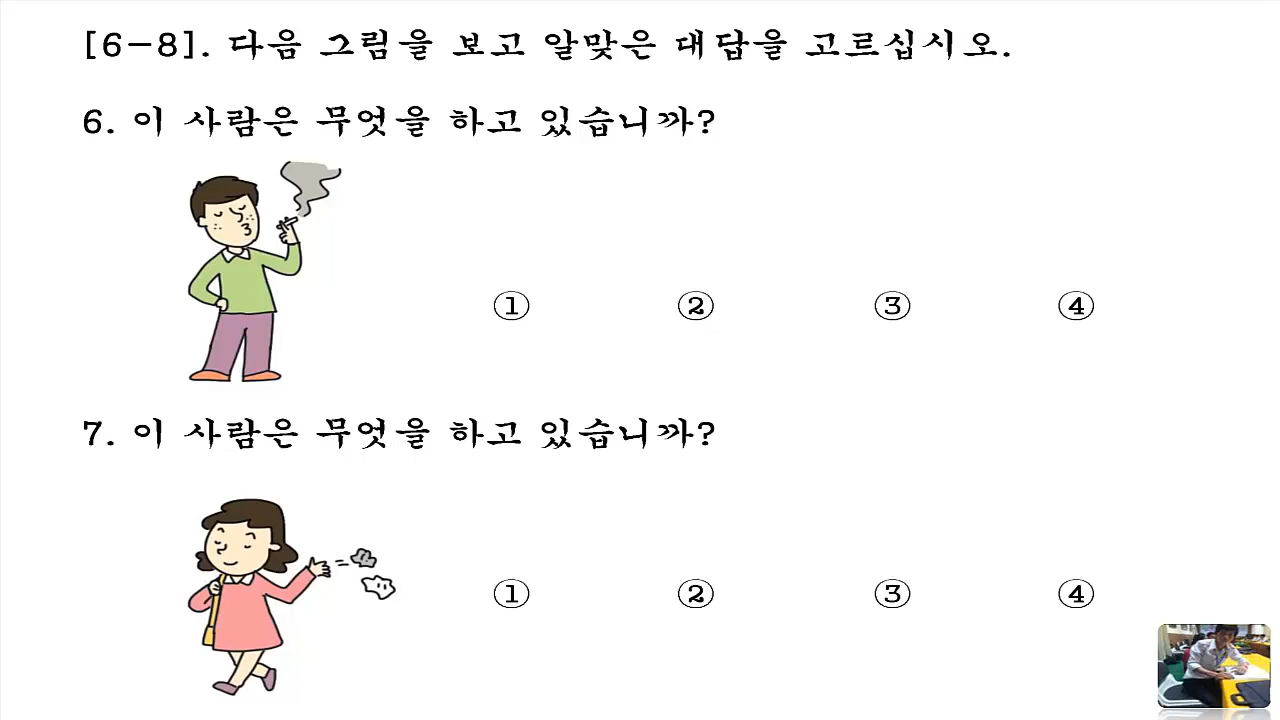 [6-8]. 다음 그림을 보고 알맞은 대답을 고르십시오.
6. 이 사람은 무엇을 하고 있습니까?
① ② ③ ④
7. 이 사람은 무엇을 하고 있습니까?
① ② ③ ④